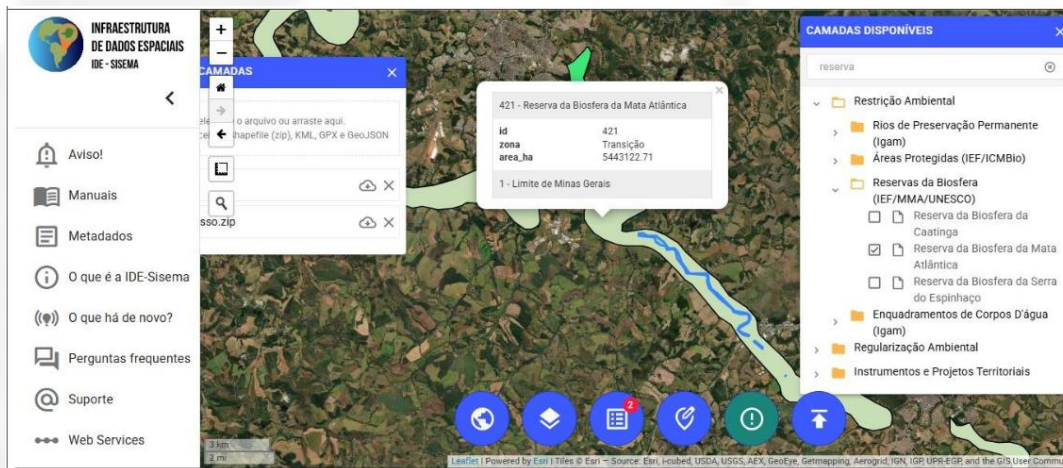 INFRAESTRUTURA
DE DADOS ESPACIAIS
IDE - SISEMA
Aviso!
Manuais
Metadados
O que é a IDE-Sisema
O que há de novo?
Perguntas frequentes
Suporte
Web Services
+
−
CAMADAS
o arquivo ou arraste aqui.
Shapefile (zip), KML, GPX e GeoJSON
sso.zip
3 km
2 mi
421 - Reserva da Biosfera da Mata Atlântica
id 421
zona Transição
area_ha 5443122.71
1 - Limite de Minas Gerais
2
CAMADAS DISPONÍVEIS
reserva
Restrição Ambiental
Rios de Preservação Permanente
(Igam)
Áreas Protegidas (IEF/ICMBio)
Reservas da Biosfera
(IEF/MMA/UNESCO)
Reserva da Biosfera da
Caatinga
Reserva da Biosfera da Mata
Atlântica
Reserva da Biosfera da Serra
do Espinhaço
Enquadramentos de Corpos D'água
(Igam)
Regularização Ambiental
Instrumentos e Projetos Territoriais
Leaflet | Powered by Esri | Tiles © Esri — Source: Esri, i-cubed, USDA, USGS, AEX, GeoEye, Getmapping, Aerogrid, IGN, IGP, UPR-EGP, and the GIS User Commu